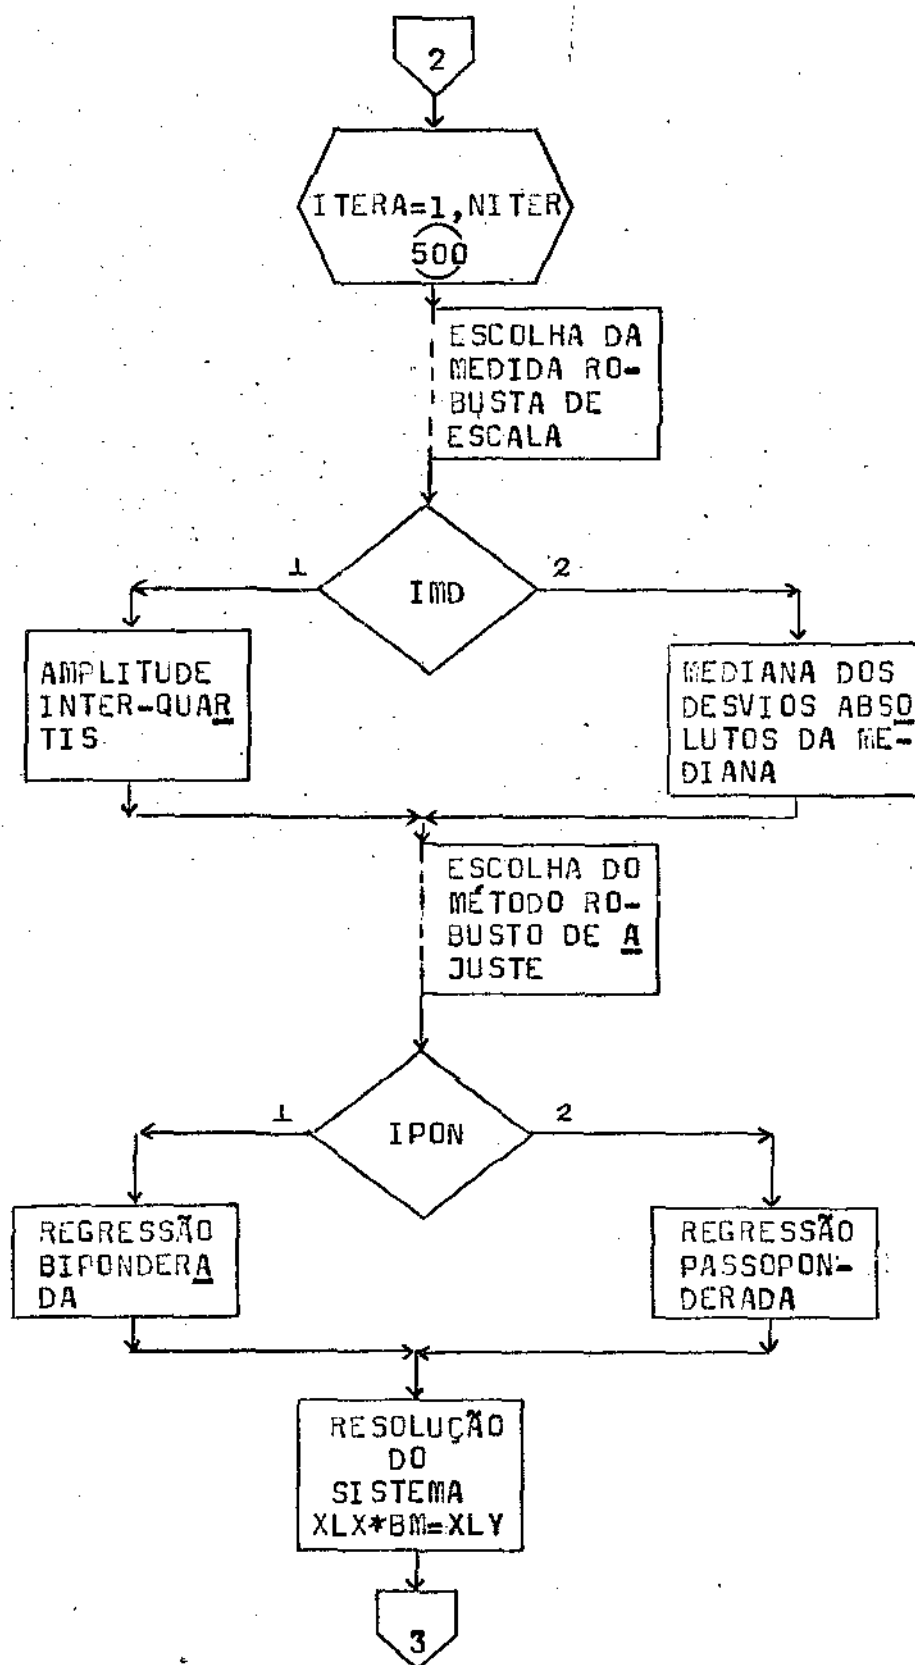 2
ITERA=1,NITER
500
ESCOLHA DA
MEDIDA RO-
BUSTA DE
ESCALA
1
IMD
2
AMPLITUDE
INTER-QUAR
TIS
MEDIANA DOS
DESVIOS ABSO
LUTOS DA ME-
DIANA
ESCOLHA DO
MÉTODO RO-
BUSTO DE A
JUSTE
1
IPON
2
REGRESSÃO
BIPONDERA
DA
REGRESSÃO
PASSOPON-
DERADA
RESOLUÇÃO
DO
SISTEMA
XLX*BM=XLY
3